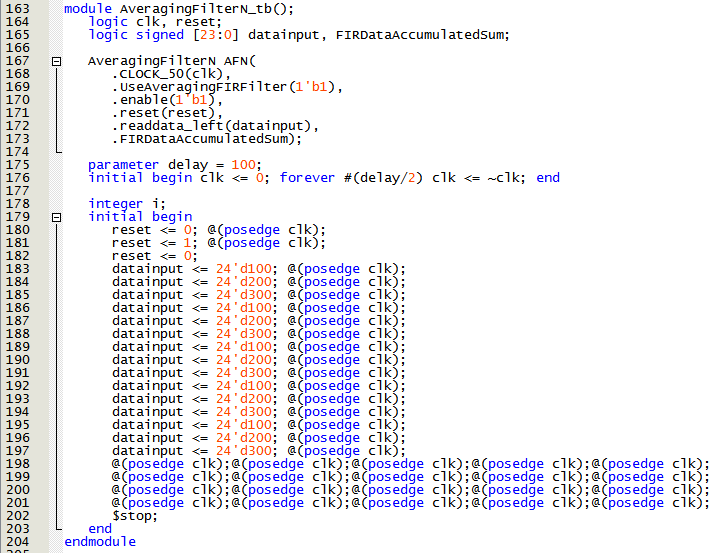 163 module AveragingFilterN_tb();
164 logic clk, reset;
165 logic signed [23:0] datainput, FIRDataAccumulatedSum;
166
167 AveragingFilterN AFN(
168 .CLOCK_50(clk),
169 .UseAveragingFIRFilter(1'b1),
170 .enable(1'b1),
171 .reset(reset),
172 .readdata_left(datainput),
173 .FIRDataAccumulatedSum);
174
175 parameter delay = 100;
176 initial begin clk <= 0; forever #(delay/2) clk <= ~clk; end
177
178 integer i;
179 initial begin
180 reset <= 0; @(posedge clk);
181 reset <= 1; @(posedge clk);
182 reset <= 0;
183 datainput <= 24'd100; @(posedge clk);
184 datainput <= 24'd200; @(posedge clk);
185 datainput <= 24'd300; @(posedge clk);
186 datainput <= 24'd100; @(posedge clk);
187 datainput <= 24'd200; @(posedge clk);
188 datainput <= 24'd300; @(posedge clk);
189 datainput <= 24'd100; @(posedge clk);
190 datainput <= 24'd200; @(posedge clk);
191 datainput <= 24'd300; @(posedge clk);
192 datainput <= 24'd100; @(posedge clk);
193 datainput <= 24'd200; @(posedge clk);
194 datainput <= 24'd300; @(posedge clk);
195 datainput <= 24'd100; @(posedge clk);
196 datainput <= 24'd200; @(posedge clk);
197 datainput <= 24'd300; @(posedge clk);
198 @(posedge clk);@(posedge clk);@(posedge clk);@(posedge clk);@(posedge clk);
199 @(posedge clk);@(posedge clk);@(posedge clk);@(posedge clk);@(posedge clk);
200 @(posedge clk);@(posedge clk);@(posedge clk);@(posedge clk);@(posedge clk);
201 @(posedge clk);@(posedge clk);@(posedge clk);@(posedge clk);@(posedge clk);
202 $stop;
203 end
204 endmodule